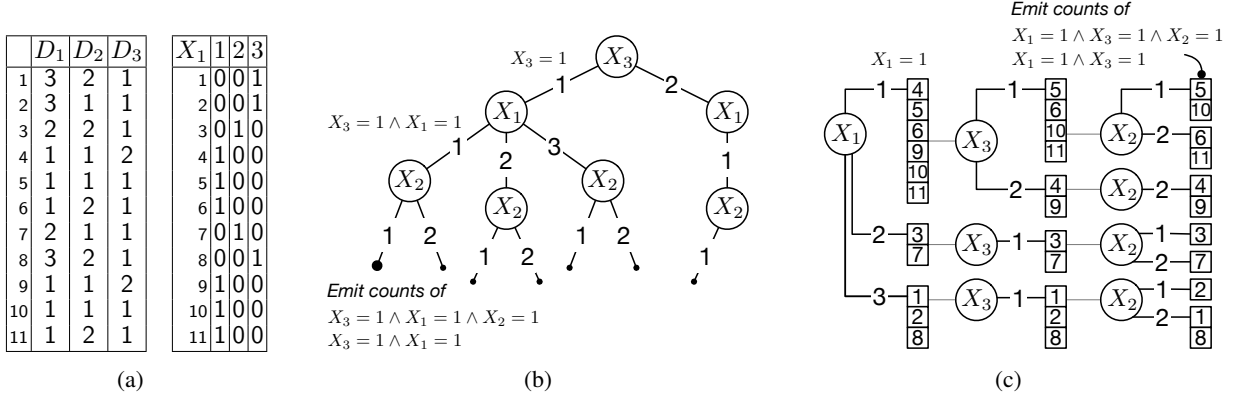 D₁ D₂ D₃
1 3 2 1
2 3 1 1
3 2 2 1
4 1 1 2
5 1 1 1
6 1 2 1
7 2 1 1
8 3 2 1
9 1 1 2
10 1 1 1
11 1 2 1
(a)
X₁ 1 2 3
1 0 0 1
2 0 0 1
3 0 1 0
4 1 0 0
5 1 0 0
6 1 0 0
7 0 1 0
8 0 0 1
9 1 0 0
10 1 0 0
11 1 0 0
X₃ = 1
X₃
1 2
X₃ = 1 ∧ X₁ = 1
X₁ X₁
1 2 3 1
X₂ X₂
X₂ X₂
1 2 1 2 1 2 1
Emit counts of
X₃ = 1 ∧ X₁ = 1 ∧ X₂ = 1
X₃ = 1 ∧ X₁ = 1
(b)
Emit counts of
X₁ = 1 ∧ X₃ = 1 ∧ X₂ = 1
X₁ = 1 ∧ X₃ = 1
X₁ = 1
X₁
1
4
5
6
9
10
11
X₃
1
5
6
10
11
X₂
1
5
10
2
6
11
2
4
9
X₂
2
4
9
2
3
7
X₃
1
3
7
X₂
1
3
2
7
3
1
2
8
X₃
1
1
2
8
X₂
1
2
2
1
8
(c)